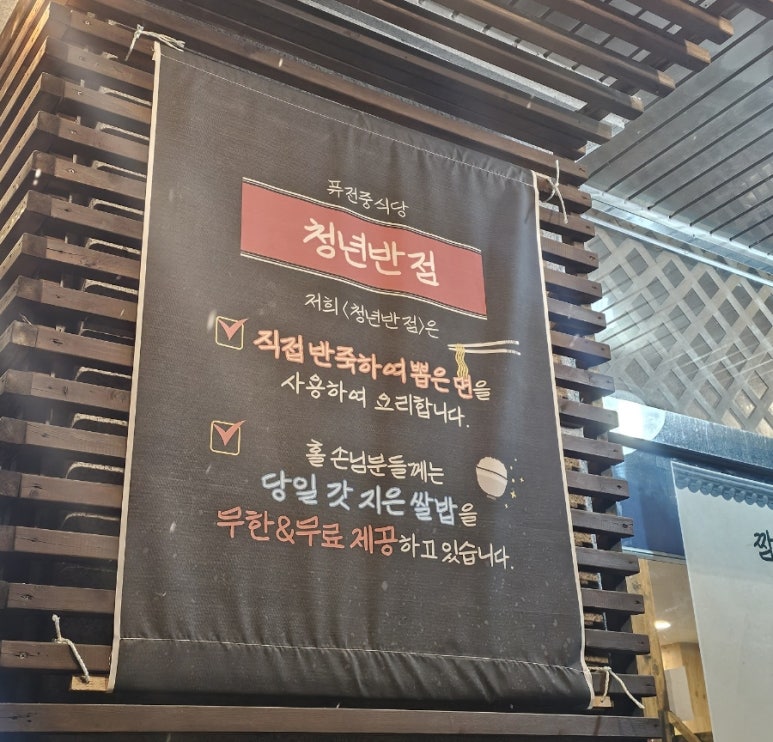 퓨전중식당
청년반점
저희 <청년반점>은
직접 반죽하여 뽑은 면을
사용하여 요리합니다.
홀 손님분들께는
당일 갓 지은 쌀밥을
무한&무료 제공하고 있습니다.